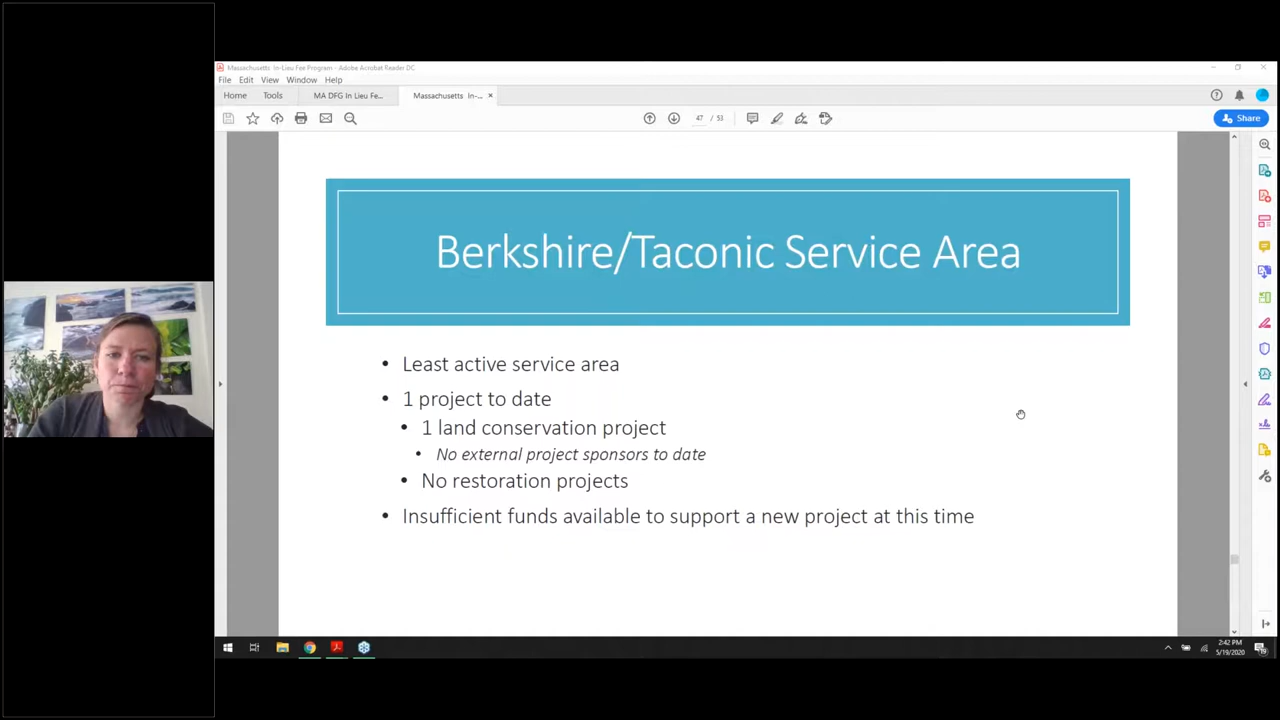 Massachusetts In-Lieu Fee Program - Adobe Acrobat Reader DC
File Edit View Window Help
Home Tools MA DFG In Lieu Fe... Massachusetts In-... ×
47 / 53
Share
Berkshire/Taconic Service Area
• Least active service area
• 1 project to date
• 1 land conservation project
• No external project sponsors to date
• No restoration projects
• Insufficient funds available to support a new project at this time
2:42 PM
5/19/2020